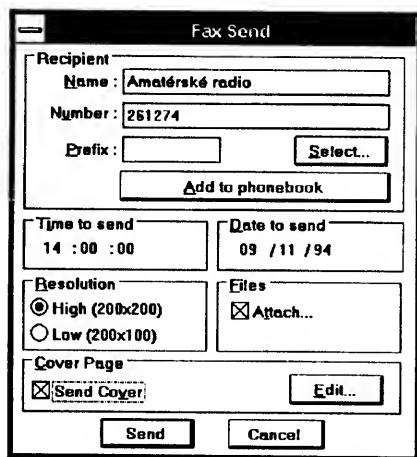 Fax Send
Recipient
Name : Amatérské radio
Number : 261274
Prefix :
Select...
Add to phonebook
Time to send
14 :00 :00
Date to send
09 /11 /94
Resolution
High (200x200)
Low (200x100)
Files
Attach...
Cover Page
Send Cover
Edit...
Send
Cancel